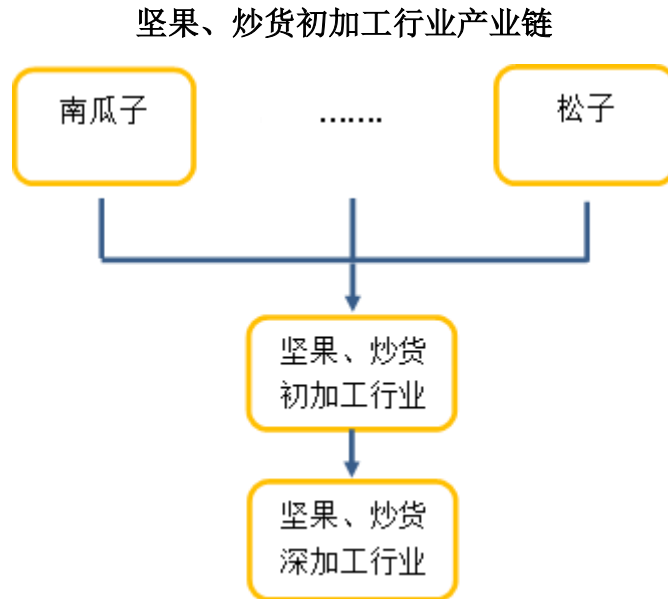 坚果、炒货初加工行业产业链
南瓜子
.......
松子
坚果、炒货
初加工行业
坚果、炒货
深加工行业